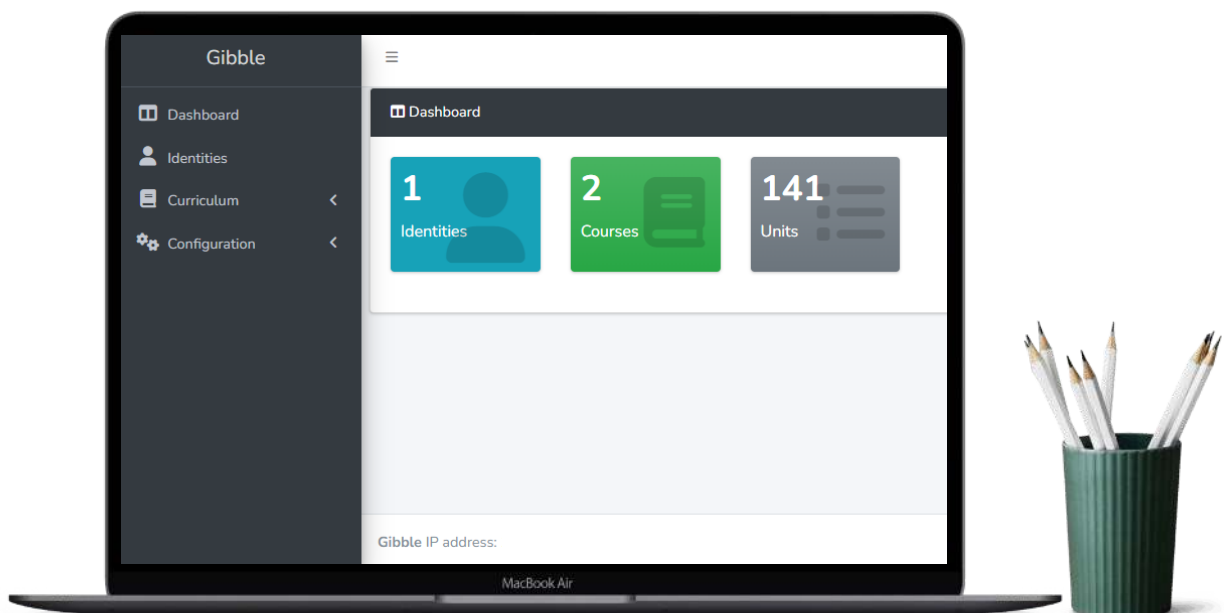 Gibble
Dashboard
Identities
Curriculum
Configuration
Dashboard
1
Identities
2
Courses
141
Units
Gibble IP address:
MacBook Air